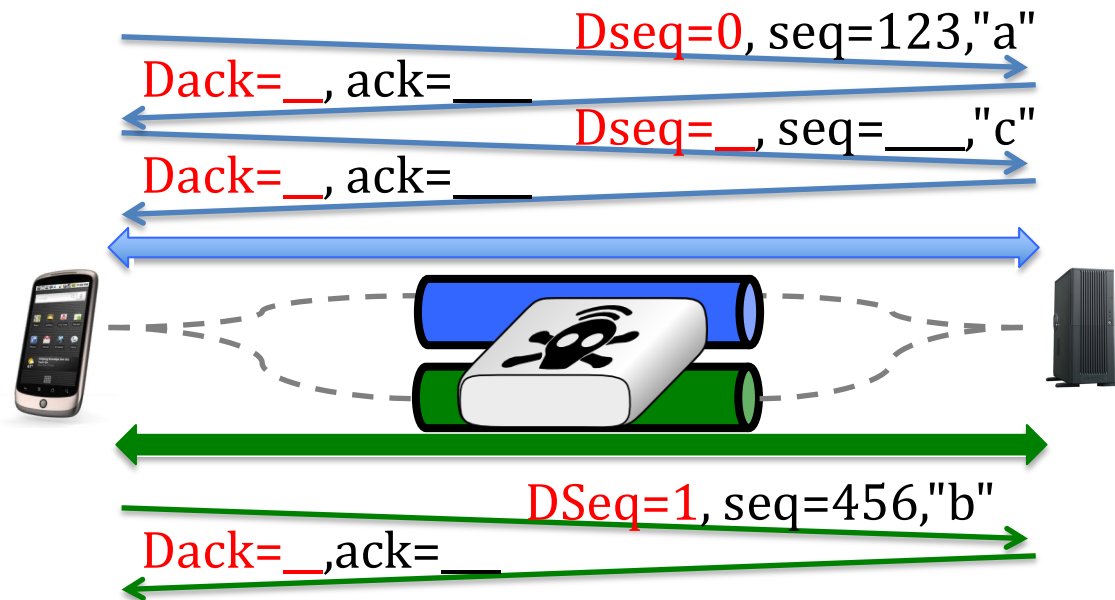 Dseq=0, seq=123,"a"
Dack=__, ack=____
Dseq=__, seq=____,"c"
Dack=__, ack=____
DSeq=1, seq=456,"b"
Dack=__,ack=___